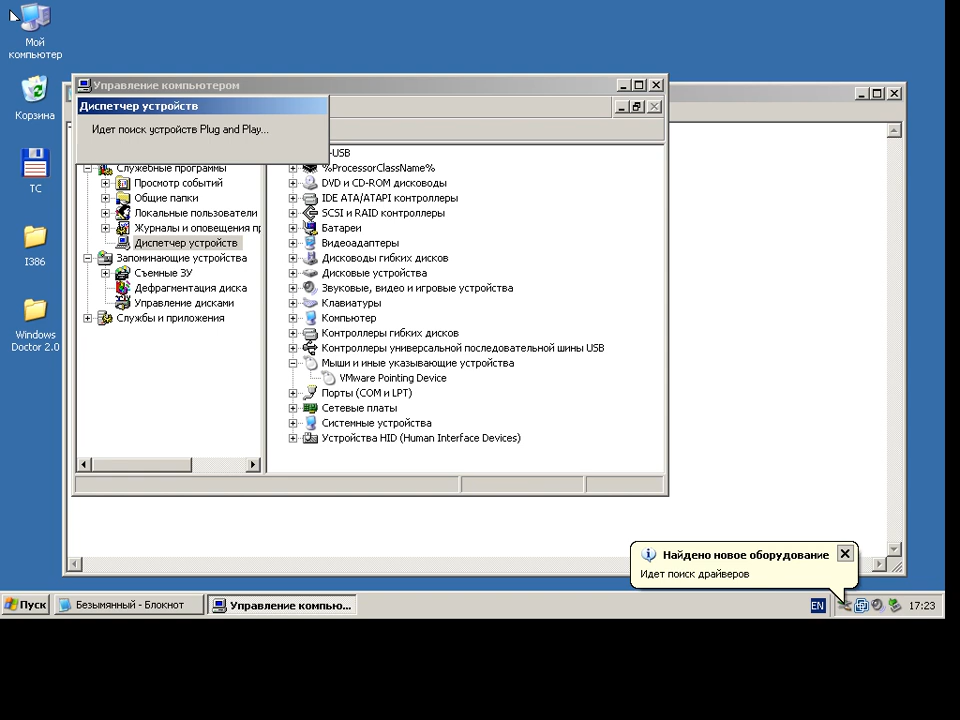 Мой
компьютер
Корзина
TC
I386
Windows
Doctor 2.0
Управление компьютером
Диспетчер устройств
Идет поиск устройств Plug and Play...
Служебные программы
Просмотр событий
Общие папки
Локальные пользователи
Журналы и оповещения пр
Диспетчер устройств
Запоминающие устройства
Съемные ЗУ
Дефрагментация диска
Управление дисками
Службы и приложения
-USB
%ProcessorClassName%
DVD и CD-ROM дисководы
IDE ATA/ATAPI контроллеры
SCSI и RAID контроллеры
Батареи
Видеоадаптеры
Дисководы гибких дисков
Дисковые устройства
Звуковые, видео и игровые устройства
Клавиатуры
Компьютер
Контроллеры гибких дисков
Контроллеры универсальной последовательной шины USB
Мыши и иные указывающие устройства
VMware Pointing Device
Порты (COM и LPT)
Сетевые платы
Системные устройства
Устройства HID (Human Interface Devices)
Найдено новое оборудование
Идет поиск драйверов
Пуск
Безымянный - Блокнот
Управление компью...
EN
17:23